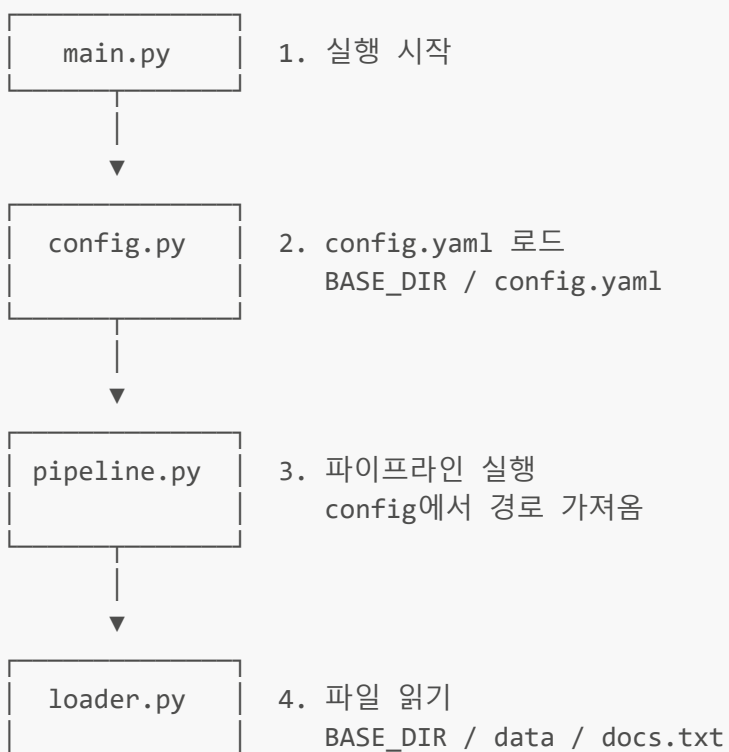 main.py 1. 실행 시작
▼
config.py 2. config.yaml 로드
BASE_DIR / config.yaml
▼
pipeline.py 3. 파이프라인 실행
config에서 경로 가져옴
▼
loader.py 4. 파일 읽기
BASE_DIR / data / docs.txt